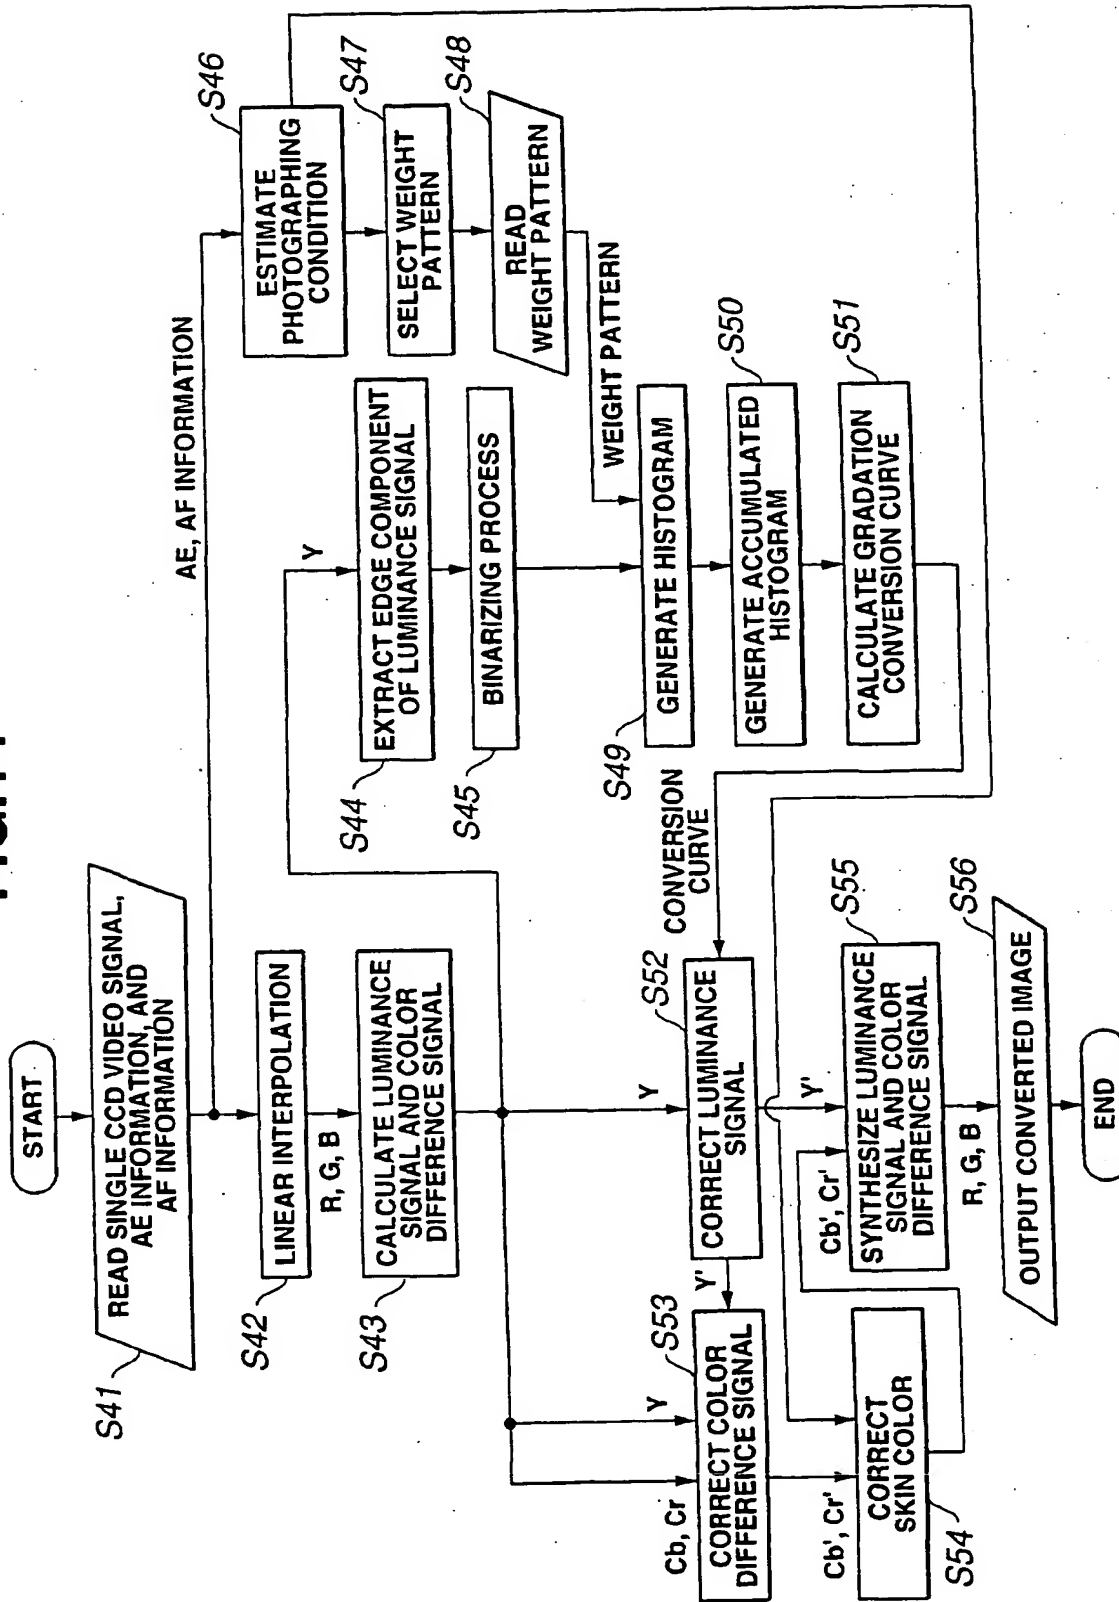 START
READ SINGLE CCD VIDEO SIGNAL,
AE INFORMATION, AND
AF INFORMATION
S41
AE, AF INFORMATION
LINEAR INTERPOLATION
S42
R, G, B
CALCULATE LUMINANCE
SIGNAL AND COLOR
DIFFERENCE SIGNAL
S43
Y
EXTRACT EDGE COMPONENT
OF LUMINANCE SIGNAL
S44
BINARIZING PROCESS
S45
ESTIMATE
PHOTOGRAPHING
CONDITION
S46
SELECT WEIGHT
PATTERN
S47
READ
WEIGHT PATTERN
S48
WEIGHT PATTERN
GENERATE HISTOGRAM
S49
GENERATE ACCUMULATED
HISTOGRAM
S50
CALCULATE GRADATION
CONVERSION CURVE
S51
CONVERSION
CURVE
Y
CORRECT LUMINANCE
SIGNAL
S52
Y'
Cb, Cr
Y
CORRECT COLOR
DIFFERENCE SIGNAL
S53
Cb', Cr'
CORRECT
SKIN COLOR
S54
Cb', Cr'
Y'
SYNTHESIZE LUMINANCE
SIGNAL AND COLOR
DIFFERENCE SIGNAL
S55
R, G, B
OUTPUT CONVERTED IMAGE
S56
END